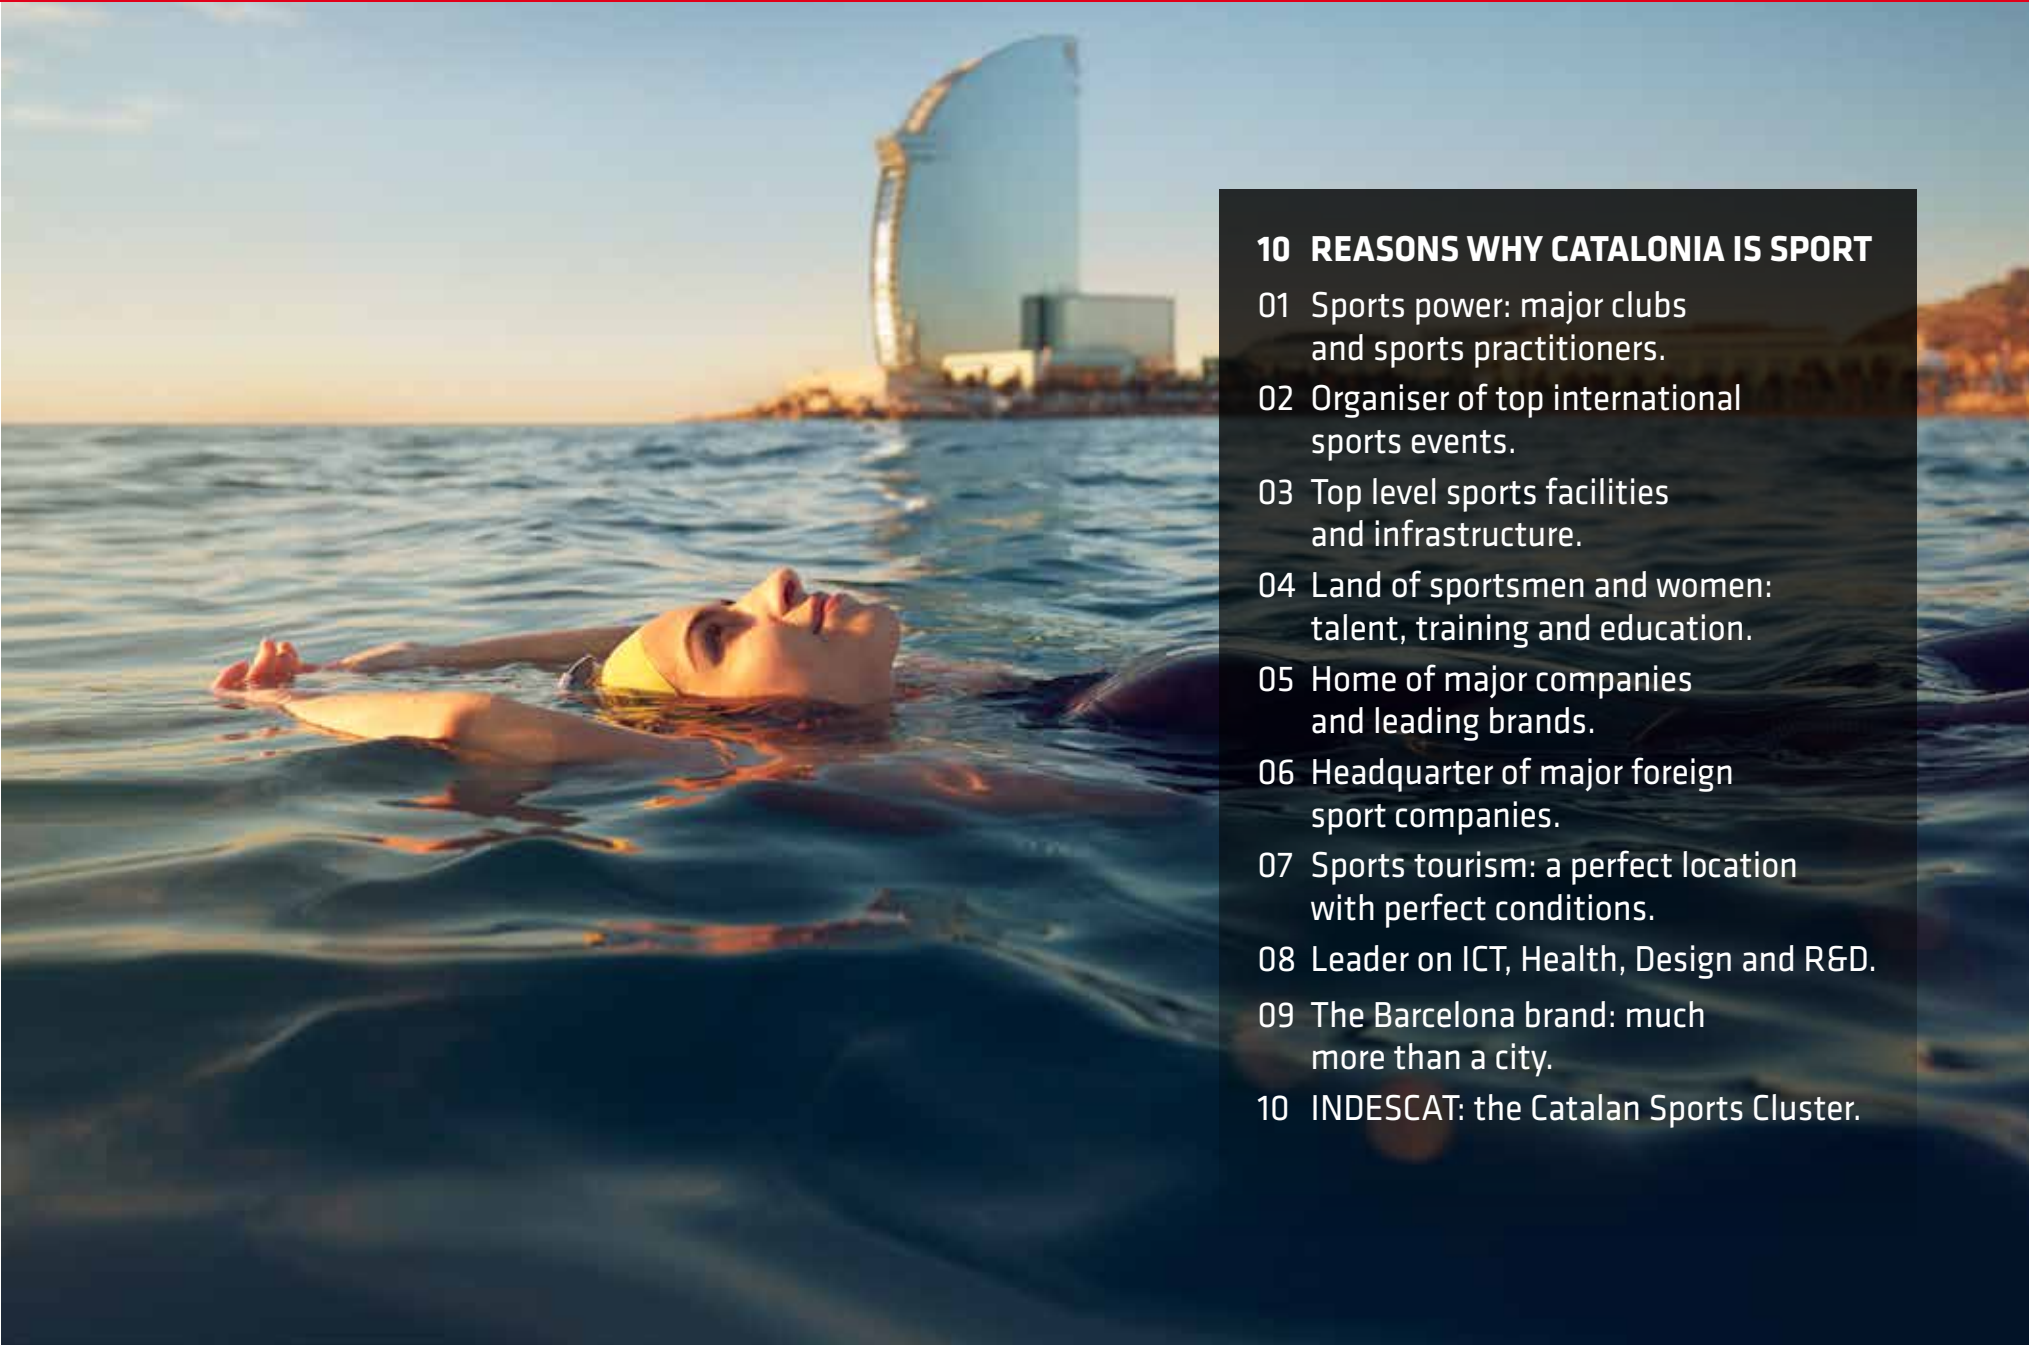 10 REASONS WHY CATALONIA IS SPORT
01 Sports power: major clubs
and sports practitioners.
02 Organiser of top international
sports events.
03 Top level sports facilities
and infrastructure.
04 Land of sportsmen and women:
talent, training and education.
05 Home of major companies
and leading brands.
06 Headquarter of major foreign
sport companies.
07 Sports tourism: a perfect location
with perfect conditions.
08 Leader on ICT, Health, Design and R&D.
09 The Barcelona brand: much
more than a city.
10 INDESCAT: the Catalan Sports Cluster.